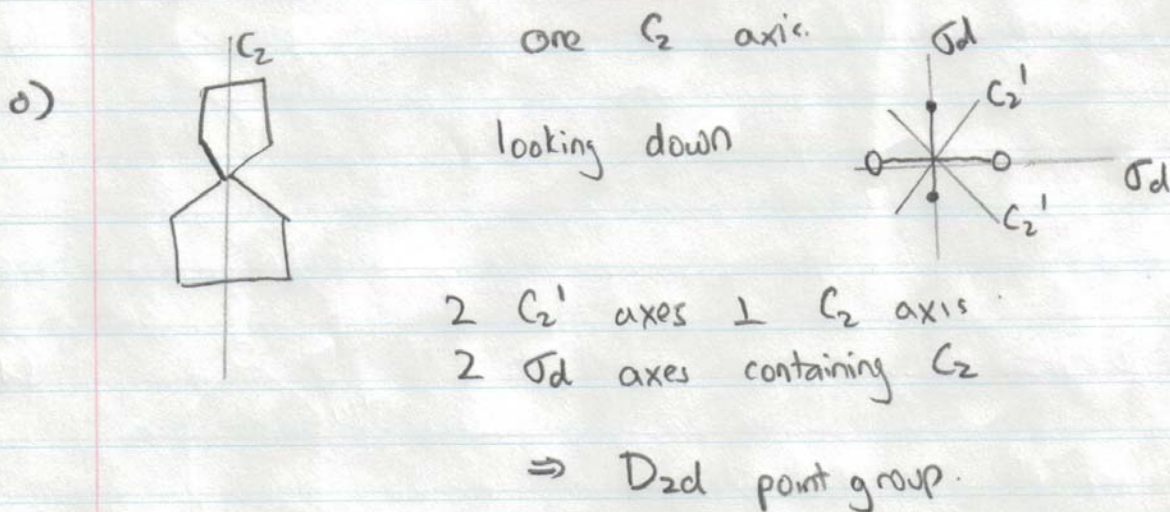 C₂
one C₂ axis.
σd
o)
C₂'
looking down
σd
C₂'
2 C₂' axes ⊥ C₂ axis
2 σd axes containing C₂
⇒ D2d point group.